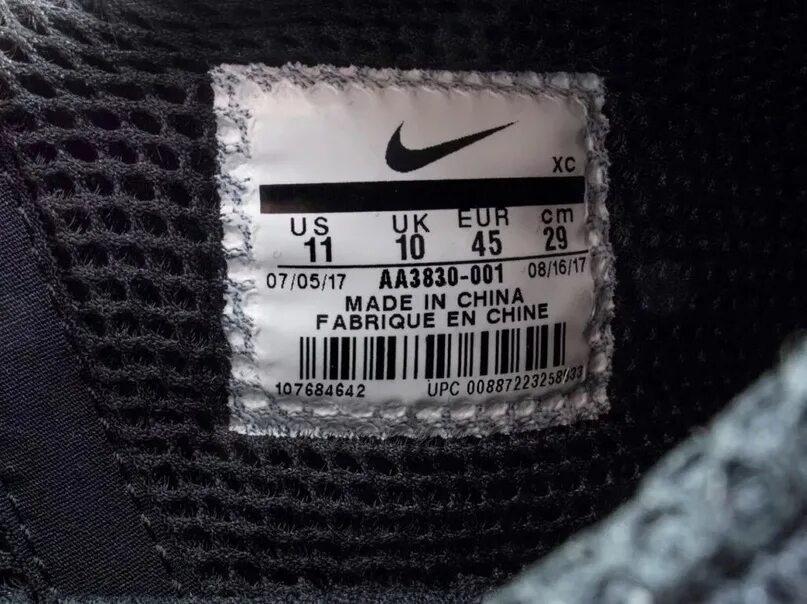 XC
US UK EUR cm
11 10 45 29
07/05/17 AA3830-001 08/16/17
MADE IN CHINA
FABRIQUE EN CHINE
107684642 UPC